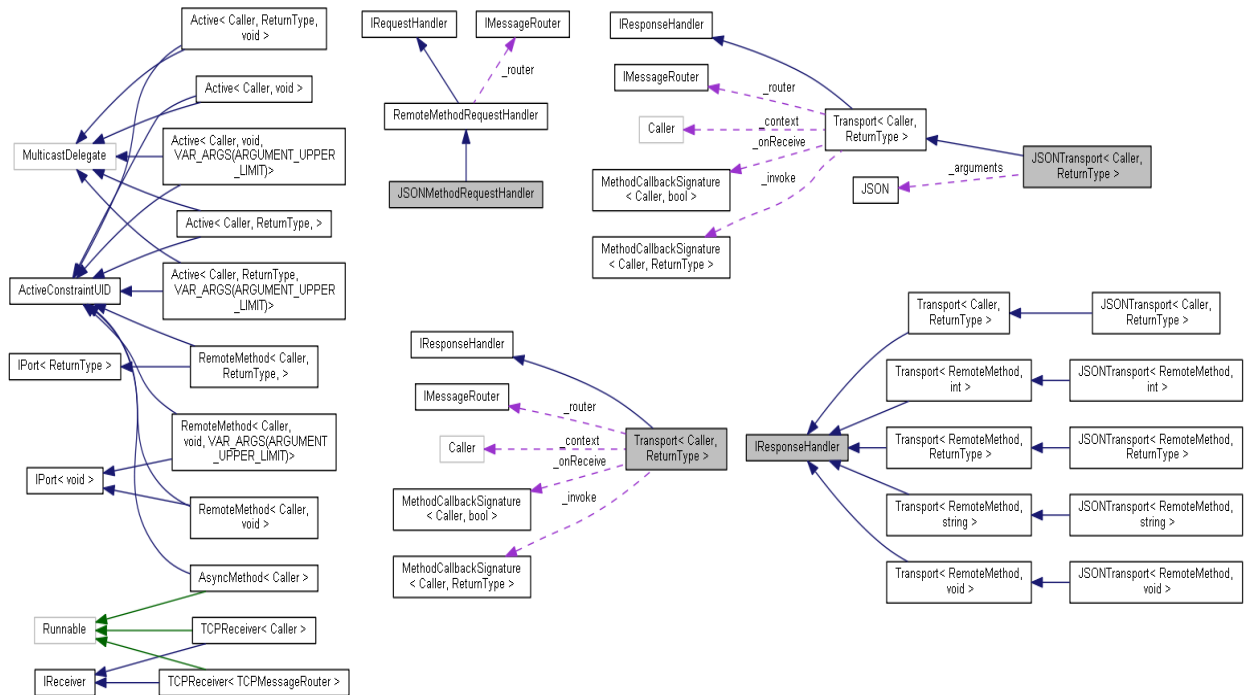 Active< Caller, ReturnType,
void >
Active< Caller, void >
MulticastDelegate
Active< Caller, void,
VAR_ARGS(ARGUMENT_UPPER
_LIMIT)>
Active< Caller, ReturnType, >
ActiveConstraintUID
Active< Caller, ReturnType,
VAR_ARGS(ARGUMENT_UPPER
_LIMIT)>
IPort< ReturnType >
RemoteMethod< Caller,
ReturnType, >
RemoteMethod< Caller,
void, VAR_ARGS(ARGUMENT
_UPPER_LIMIT)>
IPort< void >
RemoteMethod< Caller,
void >
AsyncMethod< Caller >
Runnable
TCPReceiver< Caller >
IReceiver
TCPReceiver< TCPMessageRouter >
IRequestHandler
IMessageRouter
_router
RemoteMethodRequestHandler
JSONMethodRequestHandler
IResponseHandler
IMessageRouter
_router
Caller
_context
Transport< Caller,
ReturnType >
_onReceive
MethodCallbackSignature
< Caller, bool >
_invoke
MethodCallbackSignature
< Caller, ReturnType >
JSON
_arguments
JSONTransport< Caller,
ReturnType >
IResponseHandler
IMessageRouter
_router
Caller
_context
Transport< Caller,
ReturnType >
_onReceive
MethodCallbackSignature
< Caller, bool >
_invoke
MethodCallbackSignature
< Caller, ReturnType >
IResponseHandler
Transport< Caller,
ReturnType >
JSONTransport< Caller,
ReturnType >
Transport< RemoteMethod,
int >
JSONTransport< RemoteMethod,
int >
Transport< RemoteMethod,
ReturnType >
JSONTransport< RemoteMethod,
ReturnType >
Transport< RemoteMethod,
string >
JSONTransport< RemoteMethod,
string >
Transport< RemoteMethod,
void >
JSONTransport< RemoteMethod,
void >